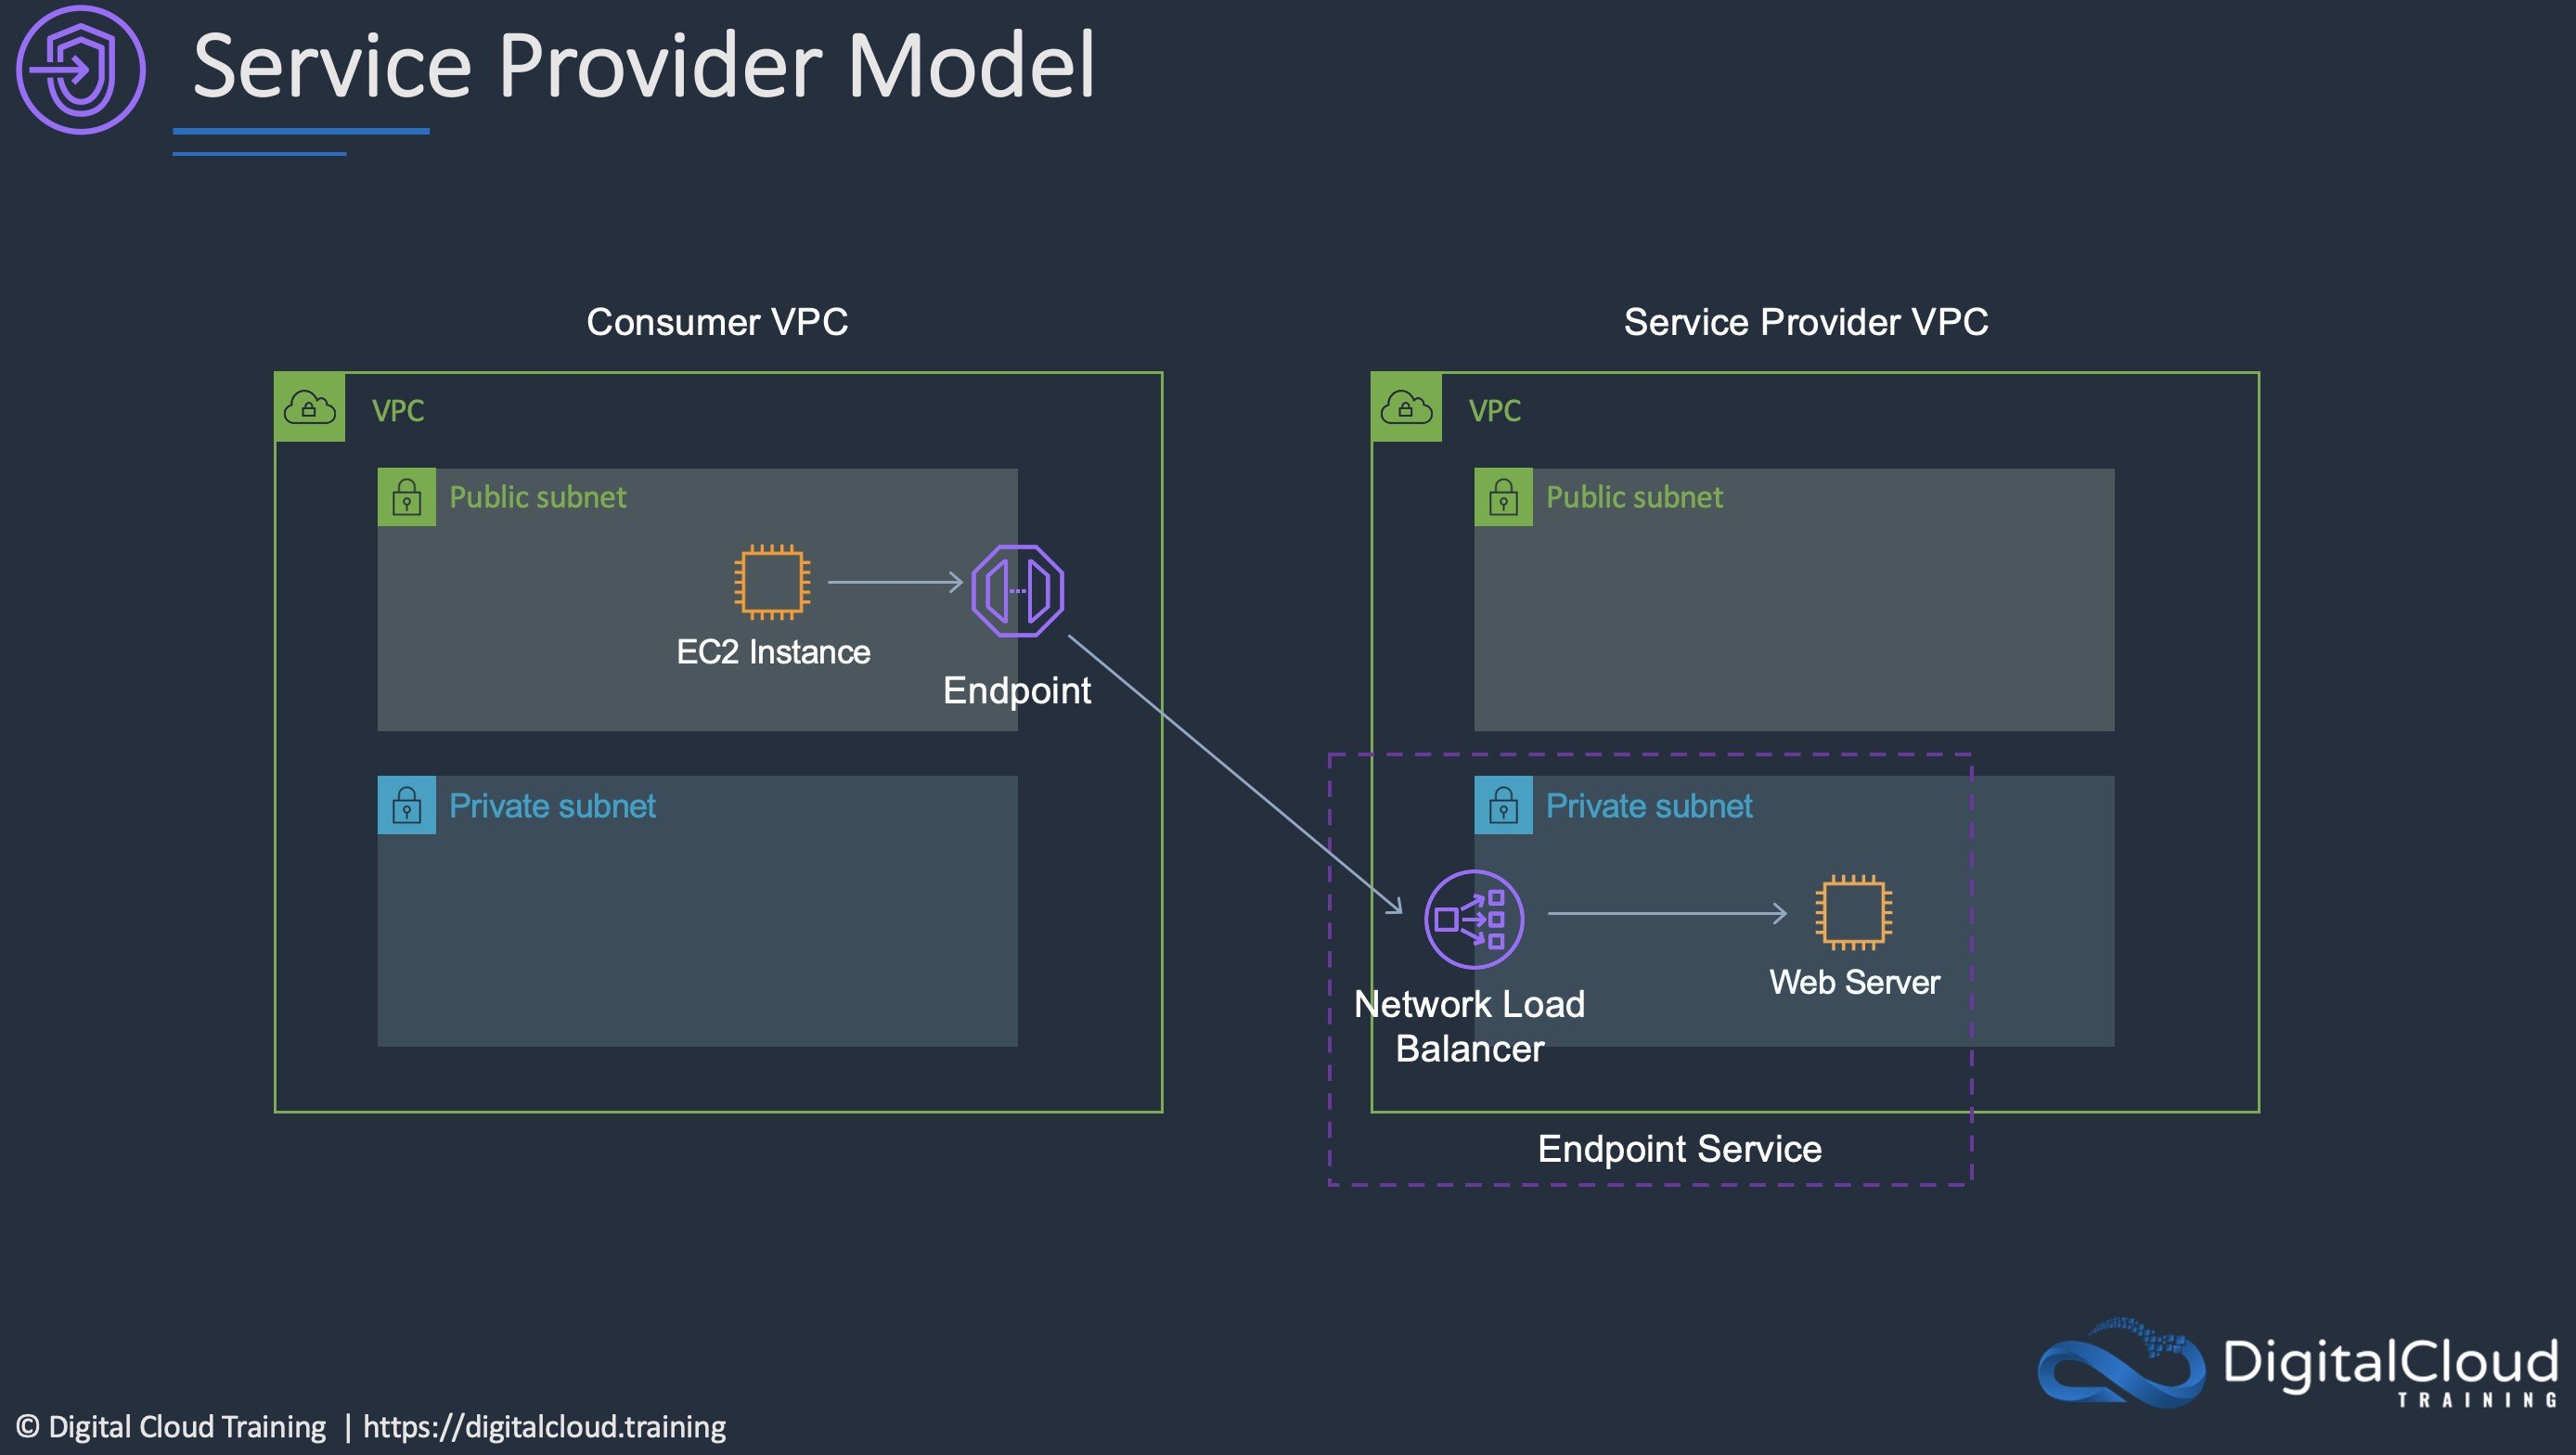 Service Provider Model
Consumer VPC
VPC
Public subnet
EC2 Instance
Endpoint
Private subnet
Service Provider VPC
VPC
Public subnet
Private subnet
Network Load
Balancer
Web Server
Endpoint Service
DigitalCloud
TRAINING
© Digital Cloud Training | https://digitalcloud.training